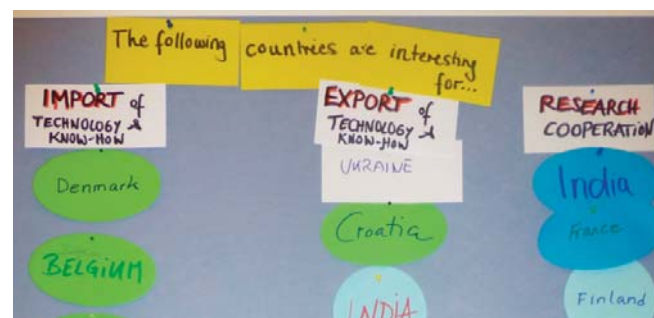 The following countries are interesting
for...
IMPORT of
TECHNOLOGY &
KNOW-HOW
Denmark
BELGIUM
EXPORT of
TECHNOLOGY &
KNOW-HOW
UKRAINE
Croatia
INDIA
RESEARCH
COOPERATION
India
France
Finland